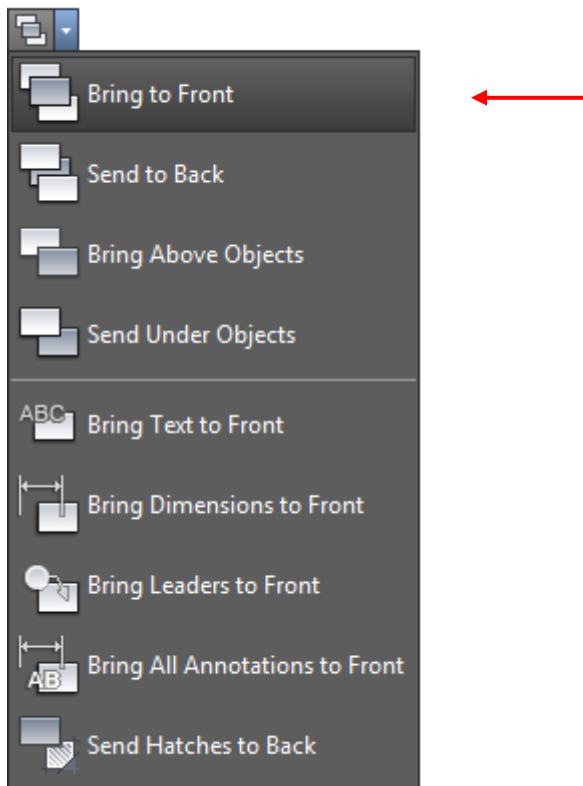 Bring to Front
Send to Back
Bring Above Objects
Send Under Objects
ABC Bring Text to Front
Bring Dimensions to Front
Bring Leaders to Front
AB Bring All Annotations to Front
Send Hatches to Back